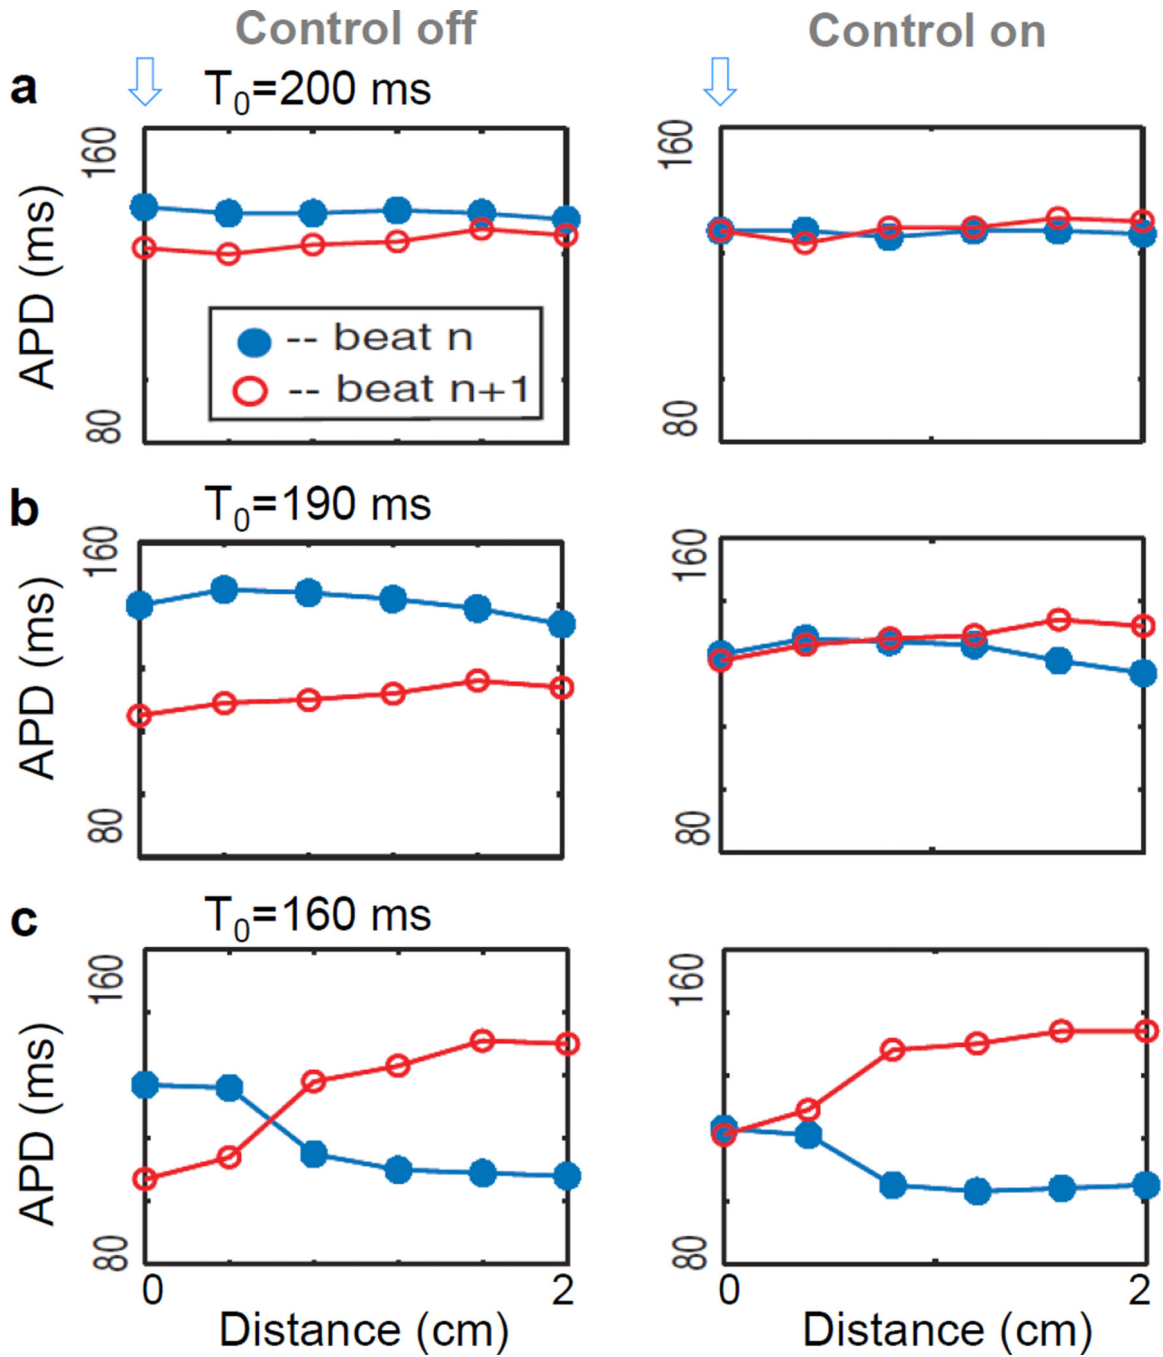 Control off
Control on
a
T0=200 ms
160
APD (ms)
80
-- beat n
-- beat n+1
160
80
b
T0=190 ms
160
APD (ms)
80
160
80
c
T0=160 ms
160
APD (ms)
80
0
2
Distance (cm)
160
80
0
2
Distance (cm)